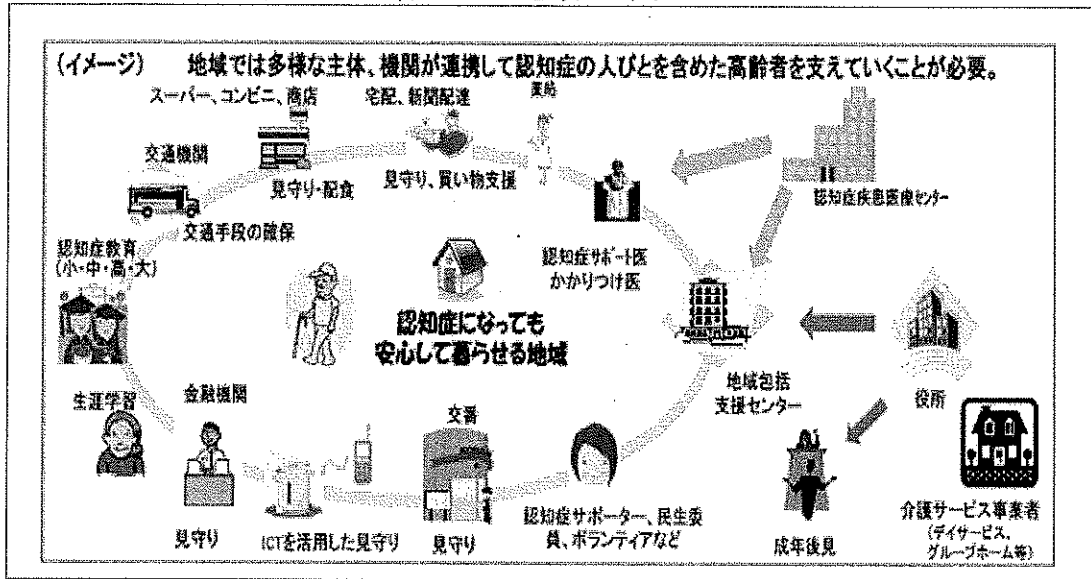 (イメージ) 地域では多様な主体、機関が連携して認知症の人びとを含めた高齢者を支えていくことが必要。
スーパー、コンビニ、商店
宅配、新聞配達
薬局
交通機関
見守り・配食
見守り、買い物支援
認知症疾患医療センター
交通手段の確保
認知症教育
(小・中・高・大)
認知症サポート医
かかりつけ医
認知症になっても
安心して暮らせる地域
生涯学習
金融機関
交番
地域包括
支援センター
役所
見守り
ICTを活用した見守り
見守り
認知症サポーター、民生委
員、ボランティアなど
成年後見
介護サービス事業者
(デイサービス、
グループホーム等)